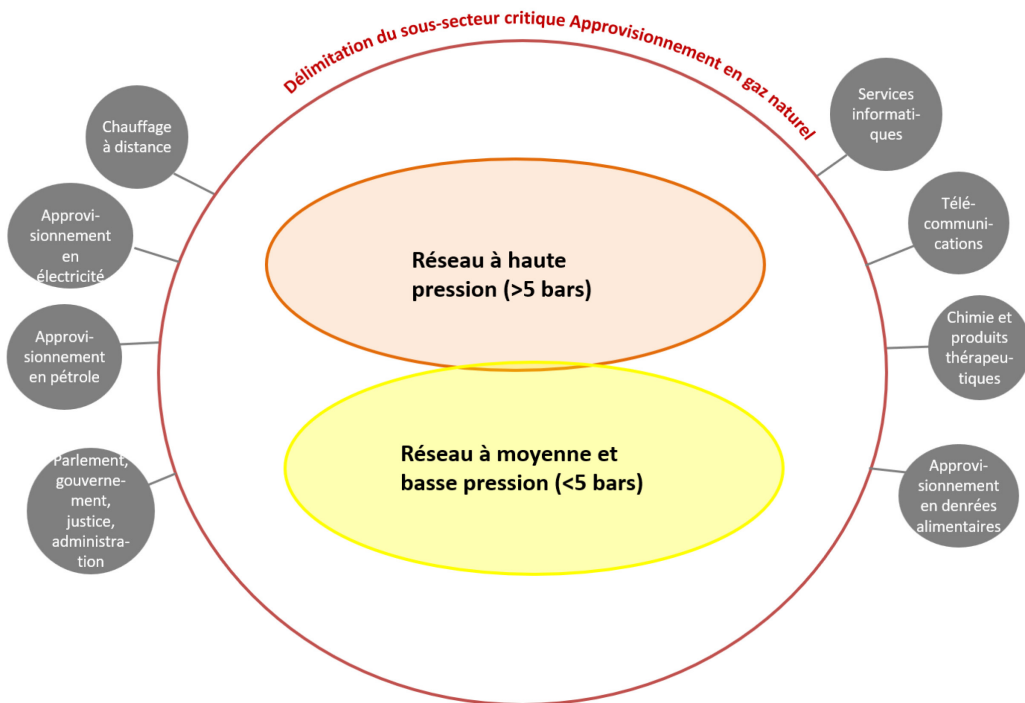 Délimitation du sous-secteur critique Approvisionnement en gaz naturel
Chauffage
à distance
Approvi-
sionnement
en
électricité
Approvi-
sionnement
en pétrole
Parlement,
gouverne-
ment,
justice,
administra-
tion
Réseau à haute
pression (>5 bars)
Réseau à moyenne et
basse pression (<5 bars)
Services
informati-
ques
Télé-
communi-
cations
Chimie et
produits
thérapeu-
tiques
Approvi-
sionnement
en denrées
alimentaires